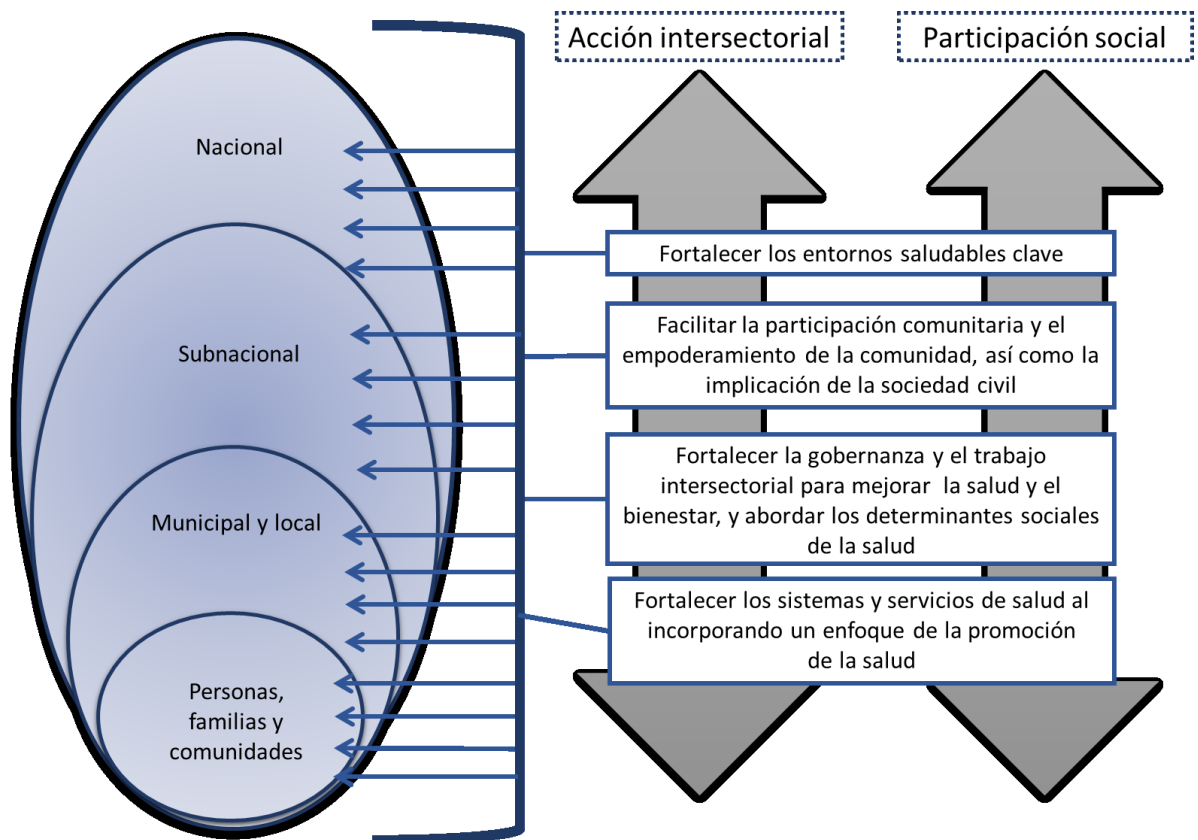 Acción intersectorial
Participación social
Nacional
Subnacional
Municipal y local
Personas,
familias y
comunidades
Fortalecer los entornos saludables clave
Facilitar la participación comunitaria y el
empoderamiento de la comunidad, así como la
implicación de la sociedad civil
Fortalecer la gobernanza y el trabajo
intersectorial para mejorar la salud y el
bienestar, y abordar los determinantes sociales
de la salud
Fortalecer los sistemas y servicios de salud al
incorporando un enfoque de la promoción
de la salud